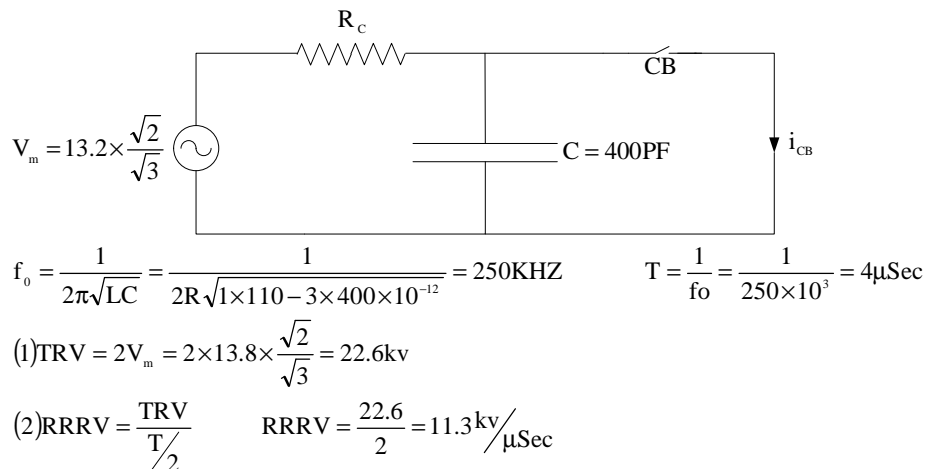 R_C
CB
V_m = 13.2 × √2/√3
C = 400PF
i_CB
f_0 = 1/(2π√LC) = 1/(2R√(1×110 − 3×400×10^-12)) = 250KHZ T = 1/fo = 1/(250×10^3) = 4μSec
(1)TRV = 2V_m = 2×13.8×√2/√3 = 22.6kv
(2)RRRV = TRV/(T/2) RRRV = 22.6/2 = 11.3 kv/μSec